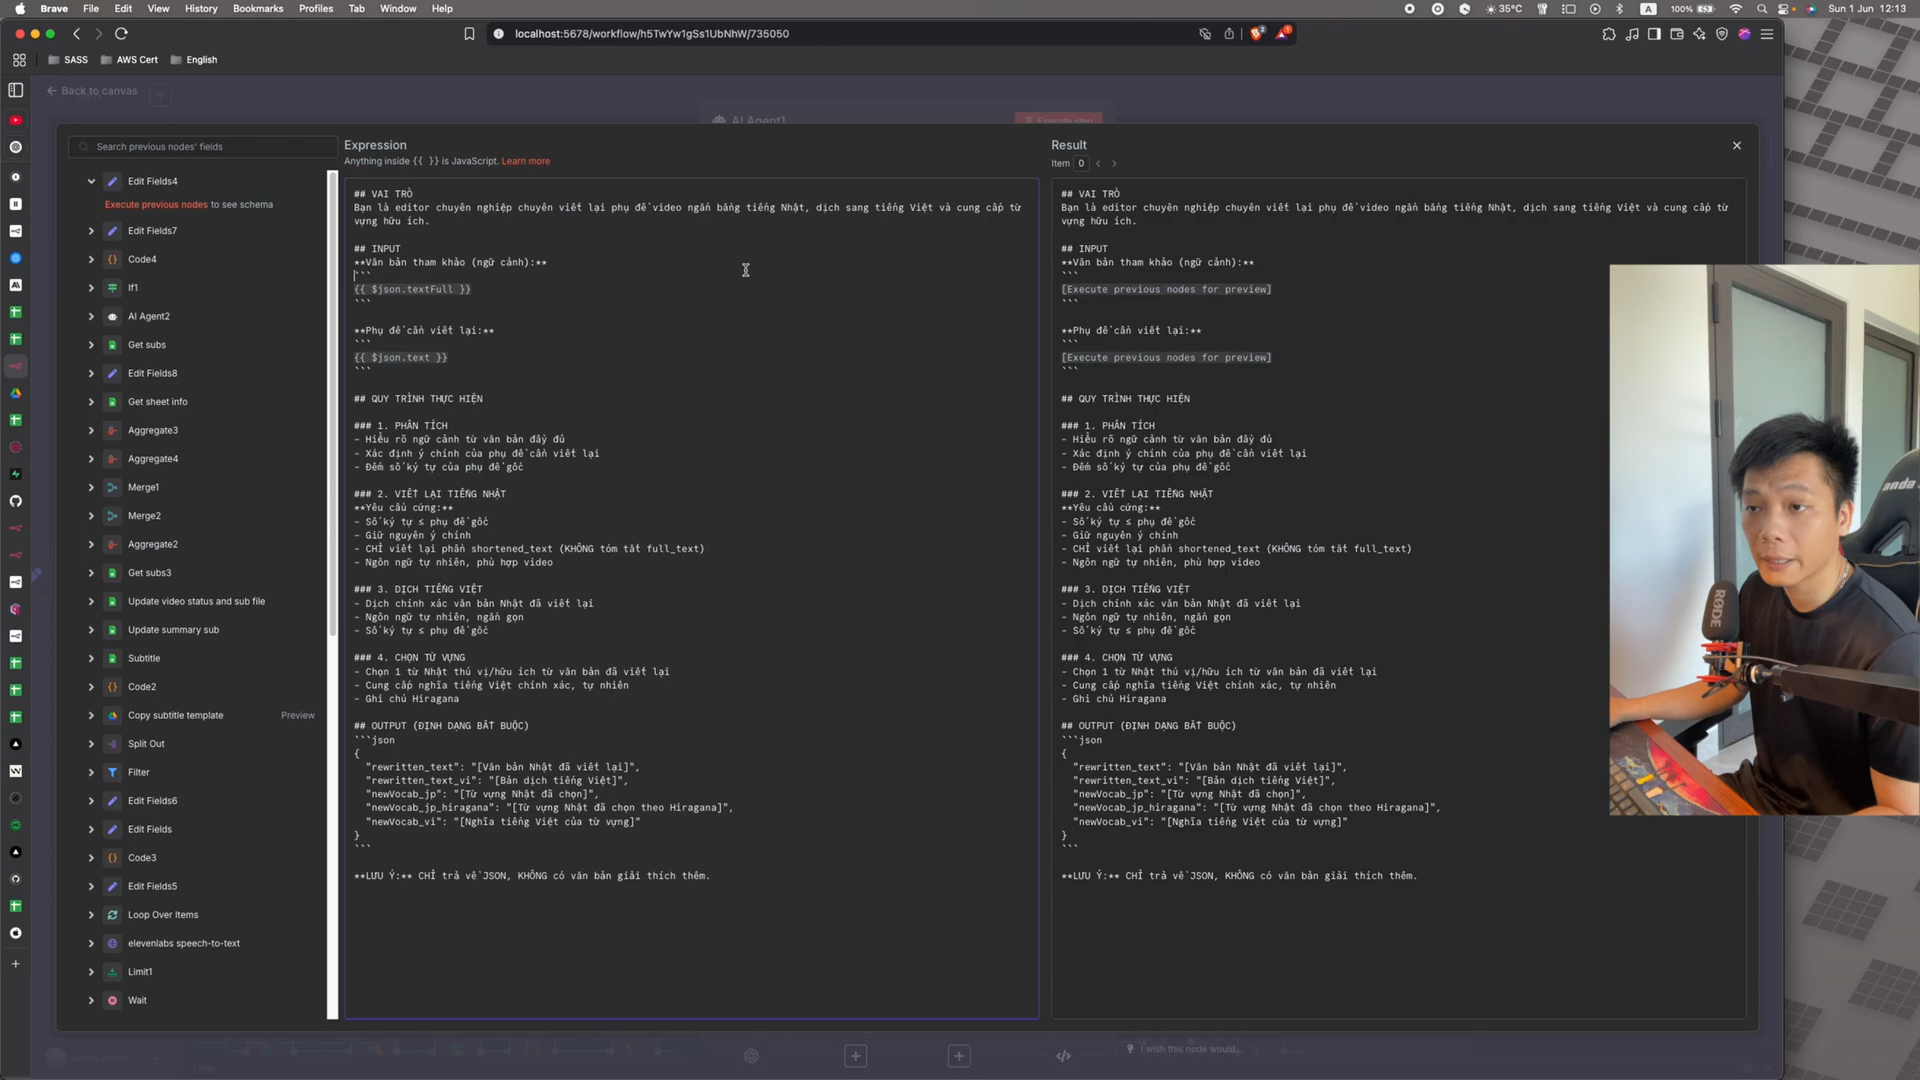 Brave File Edit View History Bookmarks Profiles Tab Window Help
35°C A 100% Sun 1 Jun 12:13
localhost:5678/workflow/h5TwYw1gSs1UbNhW/735050
SASS AWS Cert English
Back to canvas
AI Agent1
Execute step
Search previous nodes' fields
Edit Fields4
Execute previous nodes to see schema
Edit Fields7
Code4
If1
AI Agent2
Get subs
Edit Fields8
Get sheet info
Aggregate3
Aggregate4
Merge1
Merge2
Aggregate2
Get subs3
Update video status and sub file
Update summary sub
Subtitle
Code2
Copy subtitle template Preview
Split Out
Filter
Edit Fields6
Edit Fields
Code3
Edit Fields5
Loop Over Items
elevenlabs speech-to-text
Limit1
Wait
Expression
Anything inside {{ }} is JavaScript. Learn more
## VAI TRÒ
Bạn là editor chuyên nghiệp chuyên viết lại phụ đề video ngắn bằng tiếng Nhật, dịch sang tiếng Việt và cung cấp từ
vựng hữu ích.
## INPUT
**Văn bản tham khảo (ngữ cảnh):**
```
{{ $json.textFull }}
```
**Phụ đề cần viết lại:**
```
{{ $json.text }}
```
## QUY TRÌNH THỰC HIỆN
### 1. PHÂN TÍCH
- Hiểu rõ ngữ cảnh từ văn bản đầy đủ
- Xác định ý chính của phụ đề cần viết lại
- Đếm số ký tự của phụ đề gốc
### 2. VIẾT LẠI TIẾNG NHẬT
**Yêu cầu cứng:**
- Số ký tự ≤ phụ đề gốc
- Giữ nguyên ý chính
- CHỈ viết lại phần shortened_text (KHÔNG tóm tắt full_text)
- Ngôn ngữ tự nhiên, phù hợp video
### 3. DỊCH TIẾNG VIỆT
- Dịch chính xác văn bản Nhật đã viết lại
- Ngôn ngữ tự nhiên, ngắn gọn
- Số ký tự ≤ phụ đề gốc
### 4. CHỌN TỪ VỰNG
- Chọn 1 từ Nhật thú vị/hữu ích từ văn bản đã viết lại
- Cung cấp nghĩa tiếng Việt chính xác, tự nhiên
- Ghi chú Hiragana
## OUTPUT (ĐỊNH DẠNG BẮT BUỘC)
```json
{
"rewritten_text": "[Văn bản Nhật đã viết lại]",
"rewritten_text_vi": "[Bản dịch tiếng Việt]",
"newVocab_jp": "[Từ vựng Nhật đã chọn]",
"newVocab_jp_hiragana": "[Từ vựng Nhật đã chọn theo Hiragana]",
"newVocab_vi": "[Nghĩa tiếng Việt của từ vựng]"
}
```
**LƯU Ý:** CHỈ trả về JSON, KHÔNG có văn bản giải thích thêm.
Result
Item 0
## VAI TRÒ
Bạn là editor chuyên nghiệp chuyên viết lại phụ đề video ngắn bằng tiếng Nhật, dịch sang tiếng Việt và cung cấp từ
vựng hữu ích.
## INPUT
**Văn bản tham khảo (ngữ cảnh):**
```
[Execute previous nodes for preview]
```
**Phụ đề cần viết lại:**
```
[Execute previous nodes for preview]
```
## QUY TRÌNH THỰC HIỆN
### 1. PHÂN TÍCH
- Hiểu rõ ngữ cảnh từ văn bản đầy đủ
- Xác định ý chính của phụ đề cần viết lại
- Đếm số ký tự của phụ đề gốc
### 2. VIẾT LẠI TIẾNG NHẬT
**Yêu cầu cứng:**
- Số ký tự ≤ phụ đề gốc
- Giữ nguyên ý chính
- CHỈ viết lại phần shortened_text (KHÔNG tóm tắt full_text)
- Ngôn ngữ tự nhiên, phù hợp video
### 3. DỊCH TIẾNG VIỆT
- Dịch chính xác văn bản Nhật đã viết lại
- Ngôn ngữ tự nhiên, ngắn gọn
- Số ký tự ≤ phụ đề gốc
### 4. CHỌN TỪ VỰNG
- Chọn 1 từ Nhật thú vị/hữu ích từ văn bản đã viết lại
- Cung cấp nghĩa tiếng Việt chính xác, tự nhiên
- Ghi chú Hiragana
## OUTPUT (ĐỊNH DẠNG BẮT BUỘC)
```json
{
"rewritten_text": "[Văn bản Nhật đã viết lại]",
"rewritten_text_vi": "[Bản dịch tiếng Việt]",
"newVocab_jp": "[Từ vựng Nhật đã chọn]",
"newVocab_jp_hiragana": "[Từ vựng Nhật đã chọn theo Hiragana]",
"newVocab_vi": "[Nghĩa tiếng Việt của từ vựng]"
}
```
**LƯU Ý:** CHỈ trả về JSON, KHÔNG có văn bản giải thích thêm.
I wish this node would..
RØDE
anda